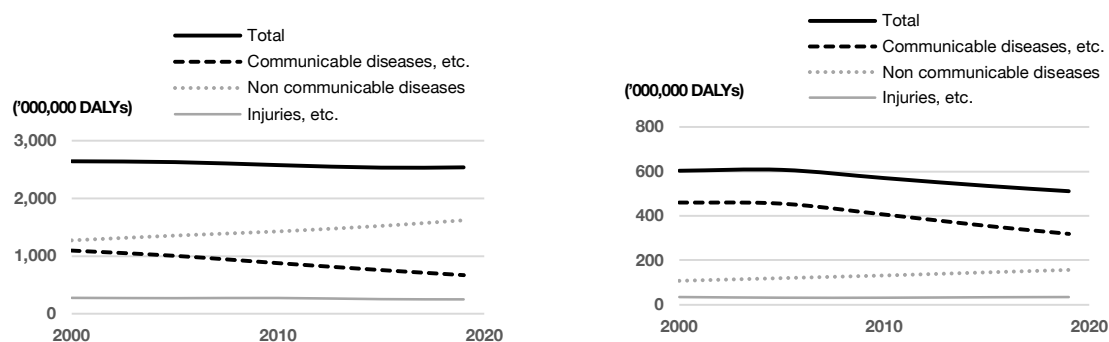 Total
Communicable diseases, etc.
Non communicable diseases
Injuries, etc.
('000,000 DALYs)
3,000
2,000
1,000
0
2000 2010 2020
Total
Communicable diseases, etc.
Non communicable diseases
Injuries, etc.
('000,000 DALYs)
800
600
400
200
0
2000 2010 2020